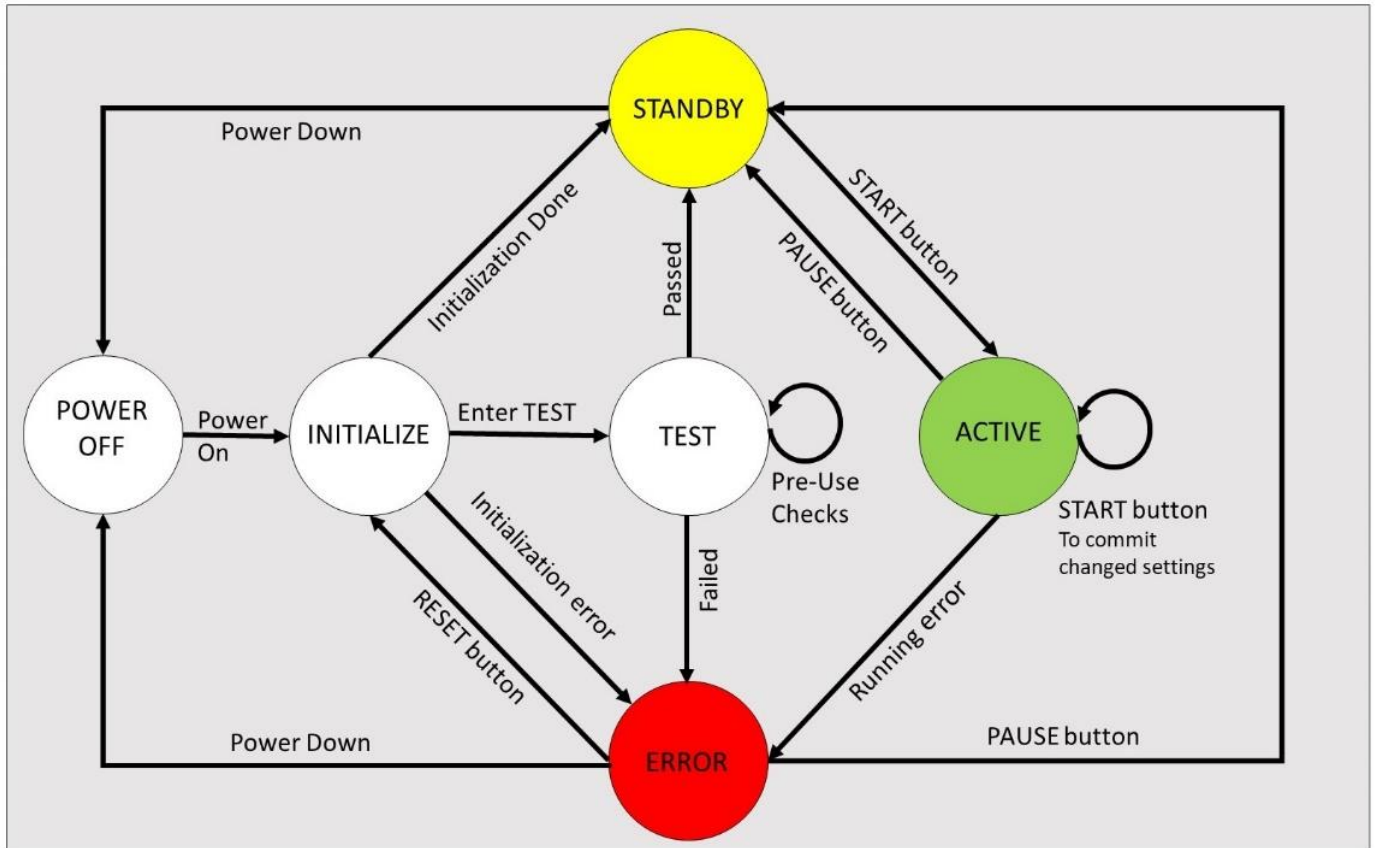 STANDBY
Power Down
Initialization Done
Passed
START button
PAUSE button
POWER
OFF
Power
On
INITIALIZE
Enter TEST
TEST
Pre-Use
Checks
ACTIVE
START button
To commit
changed settings
Initialization error
RESET button
Failed
Running error
Power Down
ERROR
PAUSE button